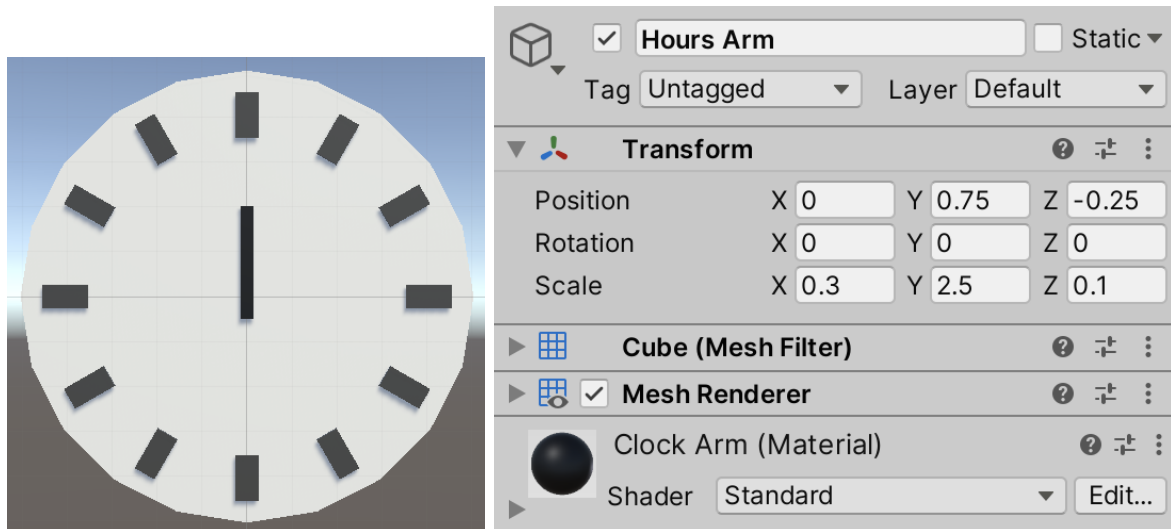 Hours Arm
Static
Tag Untagged Layer Default
Transform
Position X 0 Y 0.75 Z -0.25
Rotation X 0 Y 0 Z 0
Scale X 0.3 Y 2.5 Z 0.1
Cube (Mesh Filter)
Mesh Renderer
Clock Arm (Material)
Shader Standard Edit...